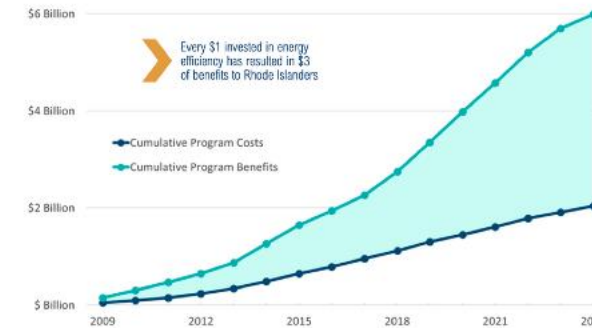 $6 Billion
Every $1 invested in energy
efficiency has resulted in $3
of benefits to Rhode Islanders
$4 Billion
Cumulative Program Costs
Cumulative Program Benefits
$2 Billion
$ Billion
2009 2012 2015 2018 2021 20